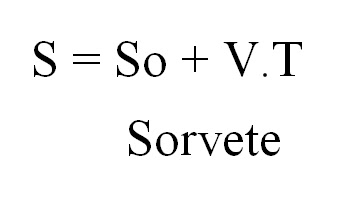 S = So + V.T
Sorvete